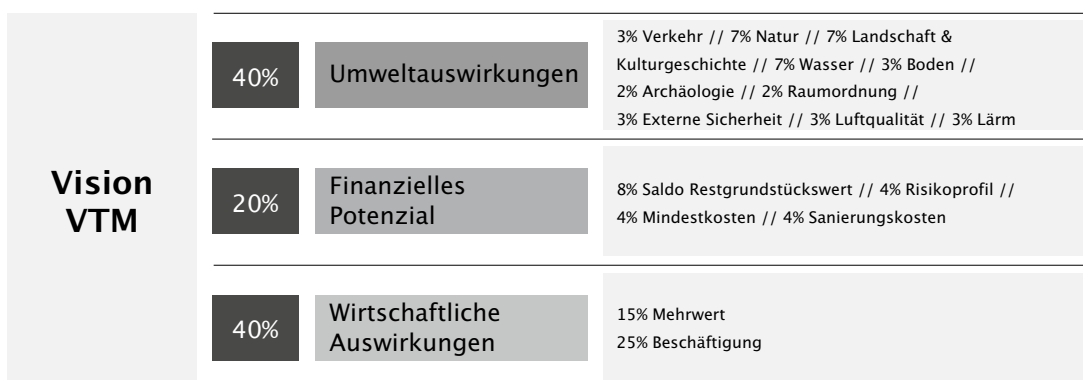 Vision
VTM
40%
Umweltauswirkungen
3% Verkehr // 7% Natur // 7% Landschaft &
Kulturgeschichte // 7% Wasser // 3% Boden //
2% Archäologie // 2% Raumordnung //
3% Externe Sicherheit // 3% Luftqualität // 3% Lärm
20%
Finanzielles
Potenzial
8% Saldo Restgrundstückswert // 4% Risikoprofil //
4% Mindestkosten // 4% Sanierungskosten
40%
Wirtschaftliche
Auswirkungen
15% Mehrwert
25% Beschäftigung